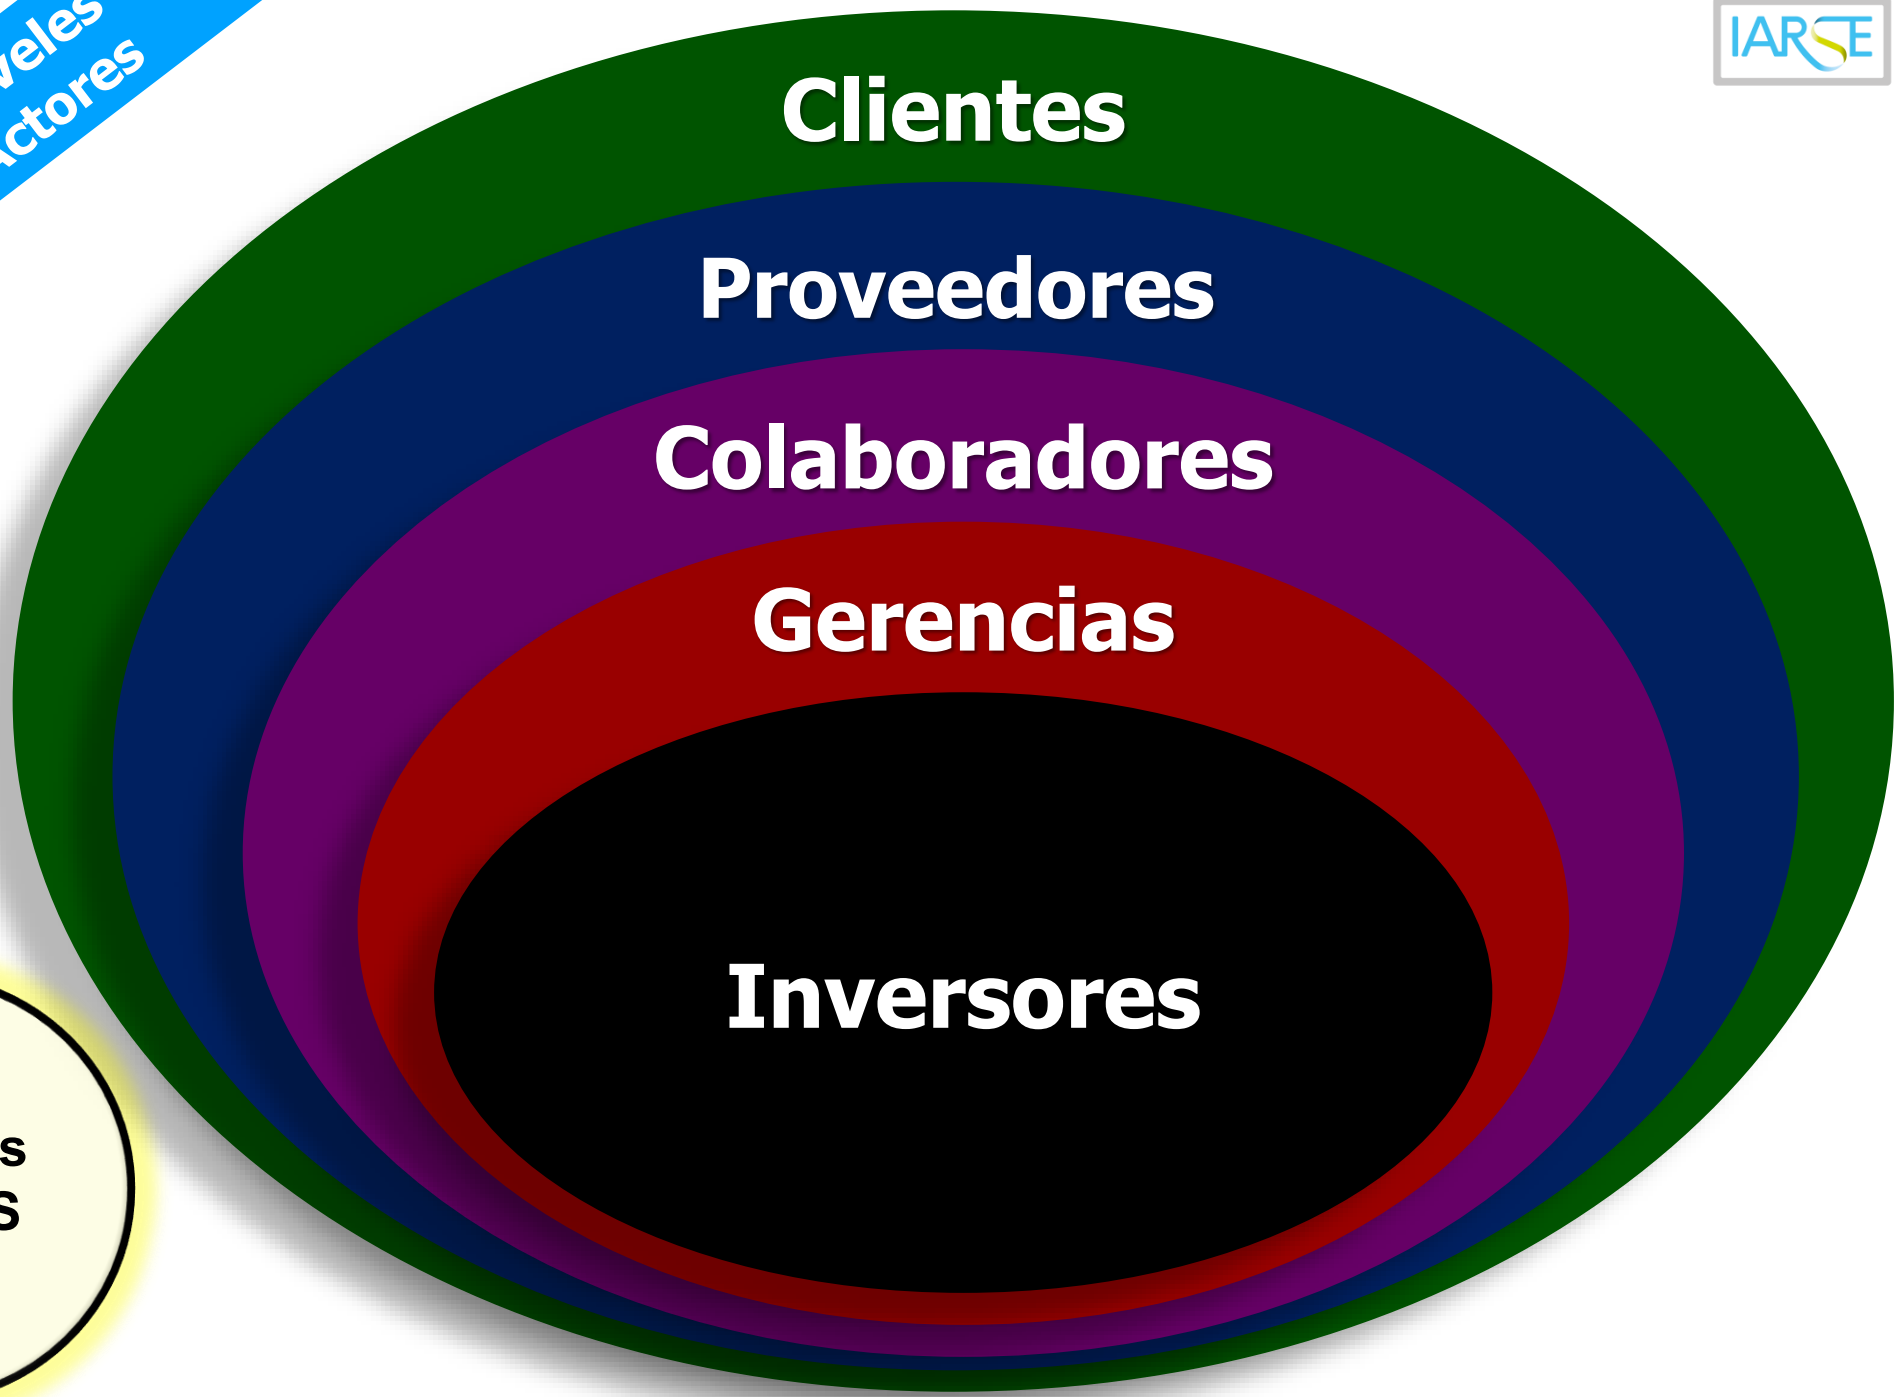 IARSE
Clientes
Proveedores
Colaboradores
Gerencias
Inversores